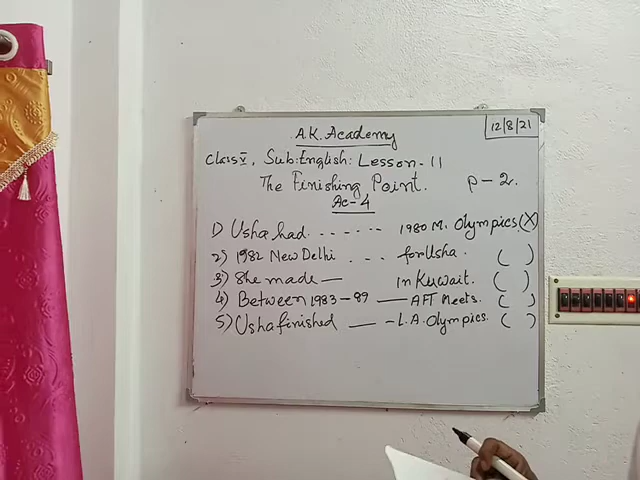 A.K. Academy
12/8/21
Class V, Sub: English: Lesson - 11
The Finishing Point. P - 2.
Ac - 4
1) Usha had ...... 1980 M. Olympics (X)
2) 1982 New Delhi ... for Usha. ( )
3) She made — in Kuwait. ( )
4) Between 1983 - 89 — AFT Meets. ( )
5) Usha finished — - L.A. Olympics. ( )